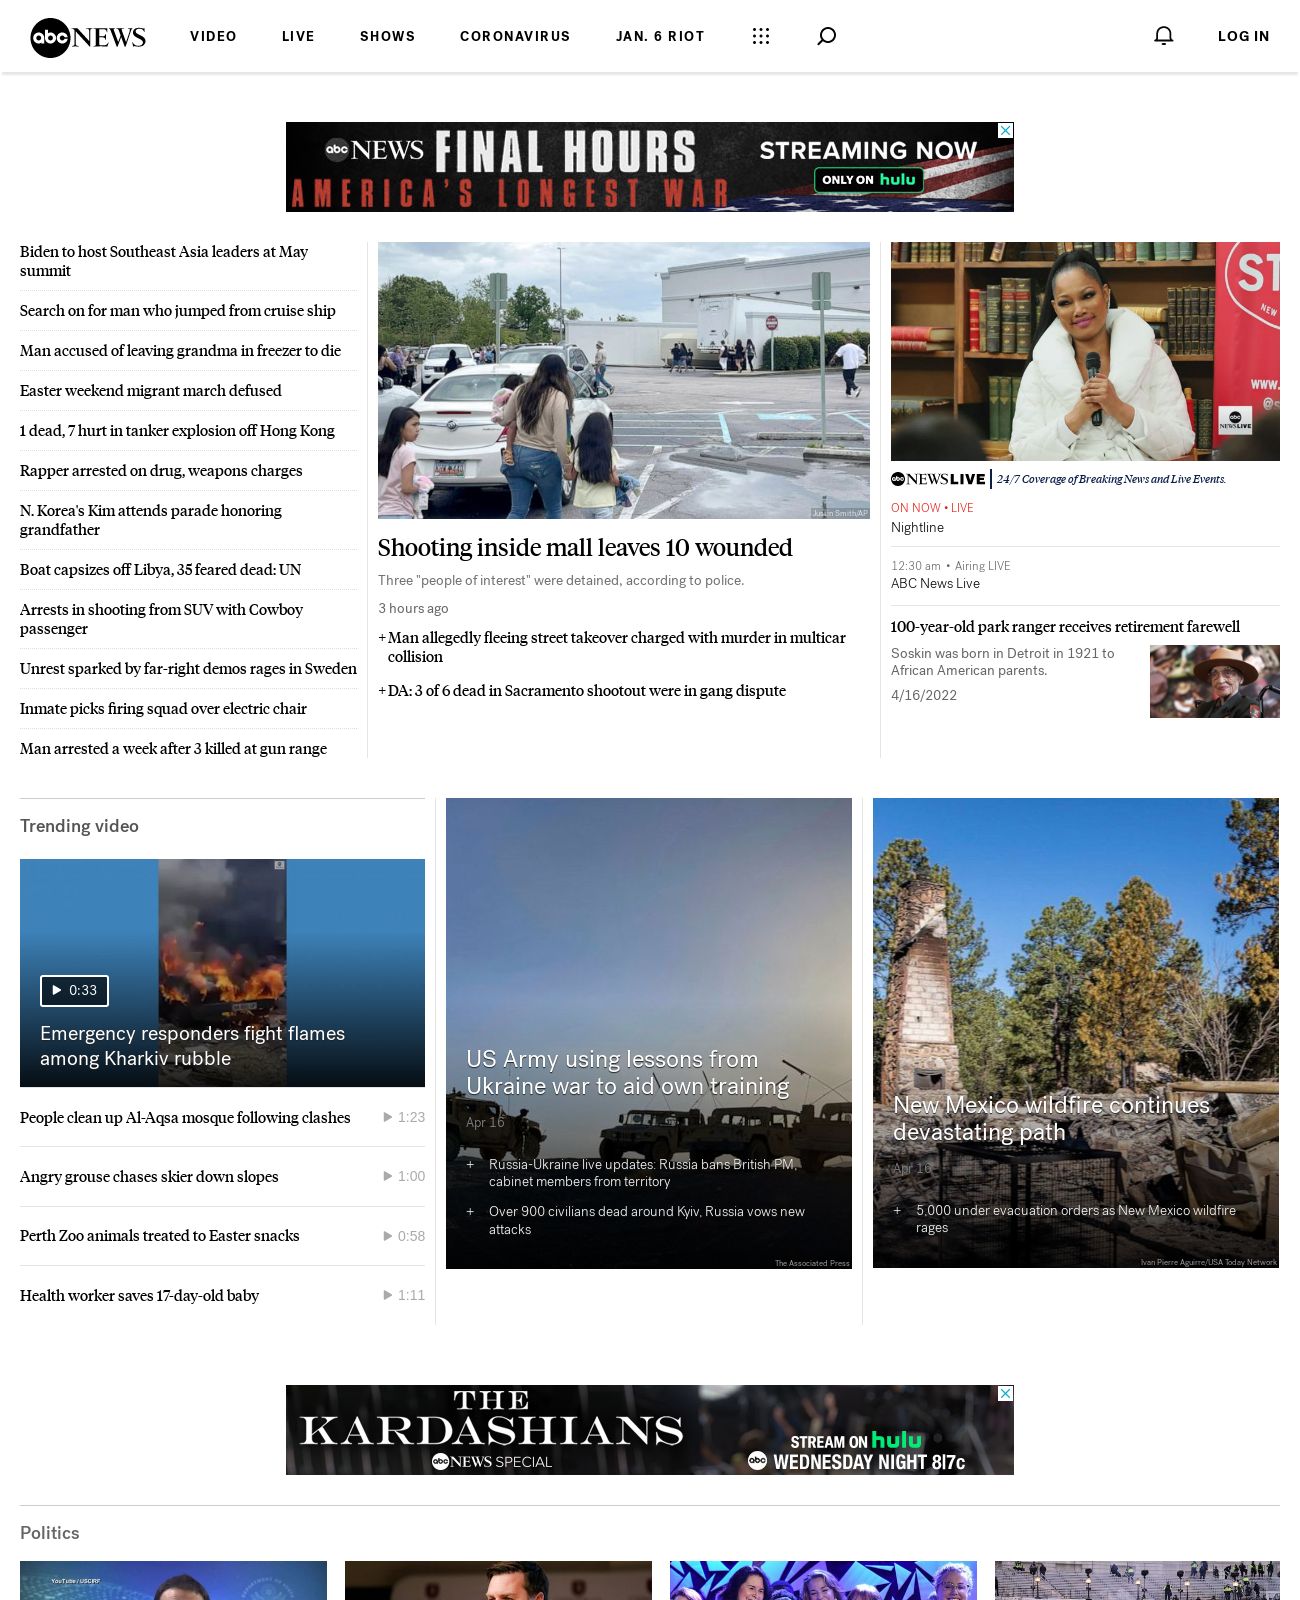 abc NEWS
VIDEO
LIVE
SHOWS
CORONAVIRUS
JAN. 6 RIOT
LOG IN
abc NEWS FINAL HOURS
AMERICA'S LONGEST WAR
STREAMING NOW
ONLY ON hulu
Biden to host Southeast Asia leaders at May
summit
Search on for man who jumped from cruise ship
Man accused of leaving grandma in freezer to die
Easter weekend migrant march defused
1 dead, 7 hurt in tanker explosion off Hong Kong
Rapper arrested on drug, weapons charges
N. Korea's Kim attends parade honoring
grandfather
Boat capsizes off Libya, 35 feared dead: UN
Arrests in shooting from SUV with Cowboy
passenger
Unrest sparked by far-right demos rages in Sweden
Inmate picks firing squad over electric chair
Man arrested a week after 3 killed at gun range
Justin Smith/AP
Shooting inside mall leaves 10 wounded
Three "people of interest" were detained, according to police.
3 hours ago
+ Man allegedly fleeing street takeover charged with murder in multicar
collision
+ DA: 3 of 6 dead in Sacramento shootout were in gang dispute
ST
NEW
WWW.
@S
abc
NEWS LIVE
abc NEWS LIVE | 24/7 Coverage of Breaking News and Live Events.
ON NOW • LIVE
Nightline
12:30 am • Airing LIVE
ABC News Live
100-year-old park ranger receives retirement farewell
Soskin was born in Detroit in 1921 to
African American parents.
4/16/2022
Trending video
0:33
Emergency responders fight flames
among Kharkiv rubble
People clean up Al-Aqsa mosque following clashes
1:23
Angry grouse chases skier down slopes
1:00
Perth Zoo animals treated to Easter snacks
0:58
Health worker saves 17-day-old baby
1:11
US Army using lessons from
Ukraine war to aid own training
Apr 16
+ Russia-Ukraine live updates: Russia bans British PM,
cabinet members from territory
+ Over 900 civilians dead around Kyiv, Russia vows new
attacks
The Associated Press
New Mexico wildfire continues
devastating path
Apr 16
+ 5,000 under evacuation orders as New Mexico wildfire
rages
Ivan Pierre Aguirre/USA Today Network
THE
KARDASHIANS
abc NEWS SPECIAL
STREAM ON hulu
abc WEDNESDAY NIGHT 8|7c
Politics
YouTube / USCIRF